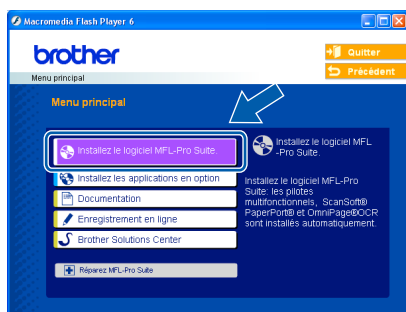 Macromedia Flash Player 6
brother
Quitter
Précédent
Menu principal
Menu principal
Installez le logiciel MFL-Pro Suite.
Installez les applications en option
Documentation
Enregistrement en ligne
Brother Solutions Center
Réparez MFL-Pro Suite
Installez le logiciel MFL
-Pro Suite.
Installez le logiciel MFL-Pro
Suite: les pilotes
multifonctionnels, ScanSoft®
PaperPort® et OmniPage®OCR
sont installés automatiquement.